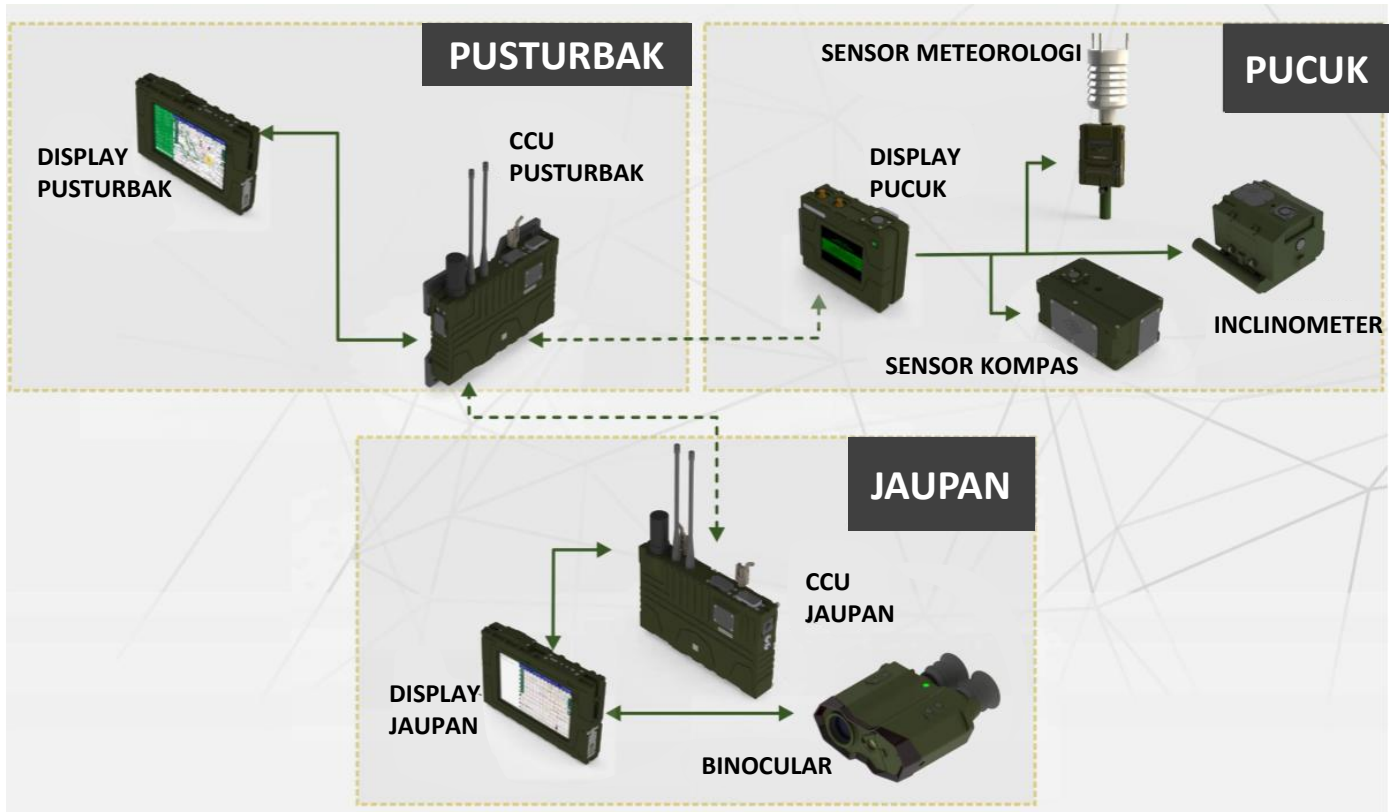 PUSTURBAK
DISPLAY
PUSTURBAK
CCU
PUSTURBAK
PUCUK
SENSOR METEOROLOGI
DISPLAY
PUCUK
INCLINOMETER
SENSOR KOMPAS
JAUPAN
CCU
JAUPAN
DISPLAY
JAUPAN
BINOCULAR